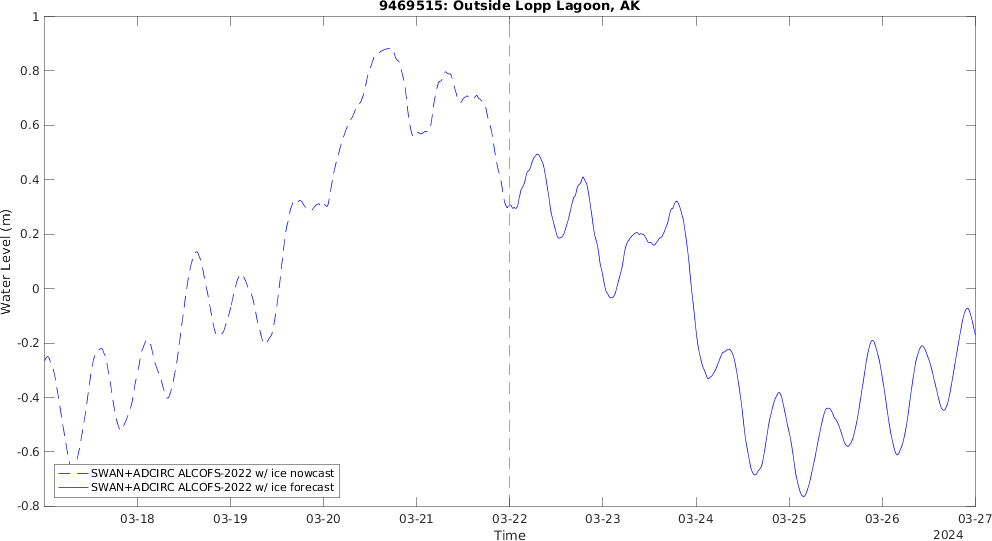 9469515: Outside Lopp Lagoon, AK
1
0.8
0.6
0.4
0.2
0
-0.2
-0.4
-0.6
-0.8
Water Level (m)
SWAN+ADCIRC ALCOFS-2022 w/ ice nowcast
SWAN+ADCIRC ALCOFS-2022 w/ ice forecast
03-18 03-19 03-20 03-21 03-22 03-23 03-24 03-25 03-26 03-27
Time
2024